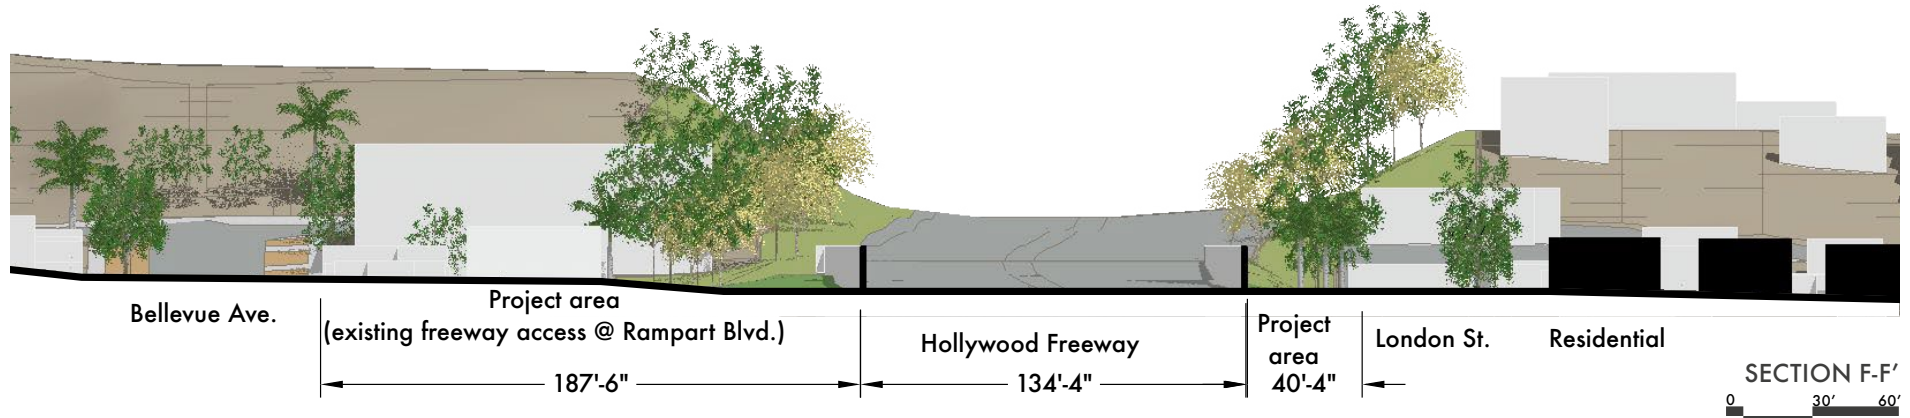 Bellevue Ave.
Project area
(existing freeway access @ Rampart Blvd.)
187'-6"
Hollywood Freeway
134'-4"
Project
area
40'-4"
London St.
Residential
SECTION F-F’
0 30’ 60’